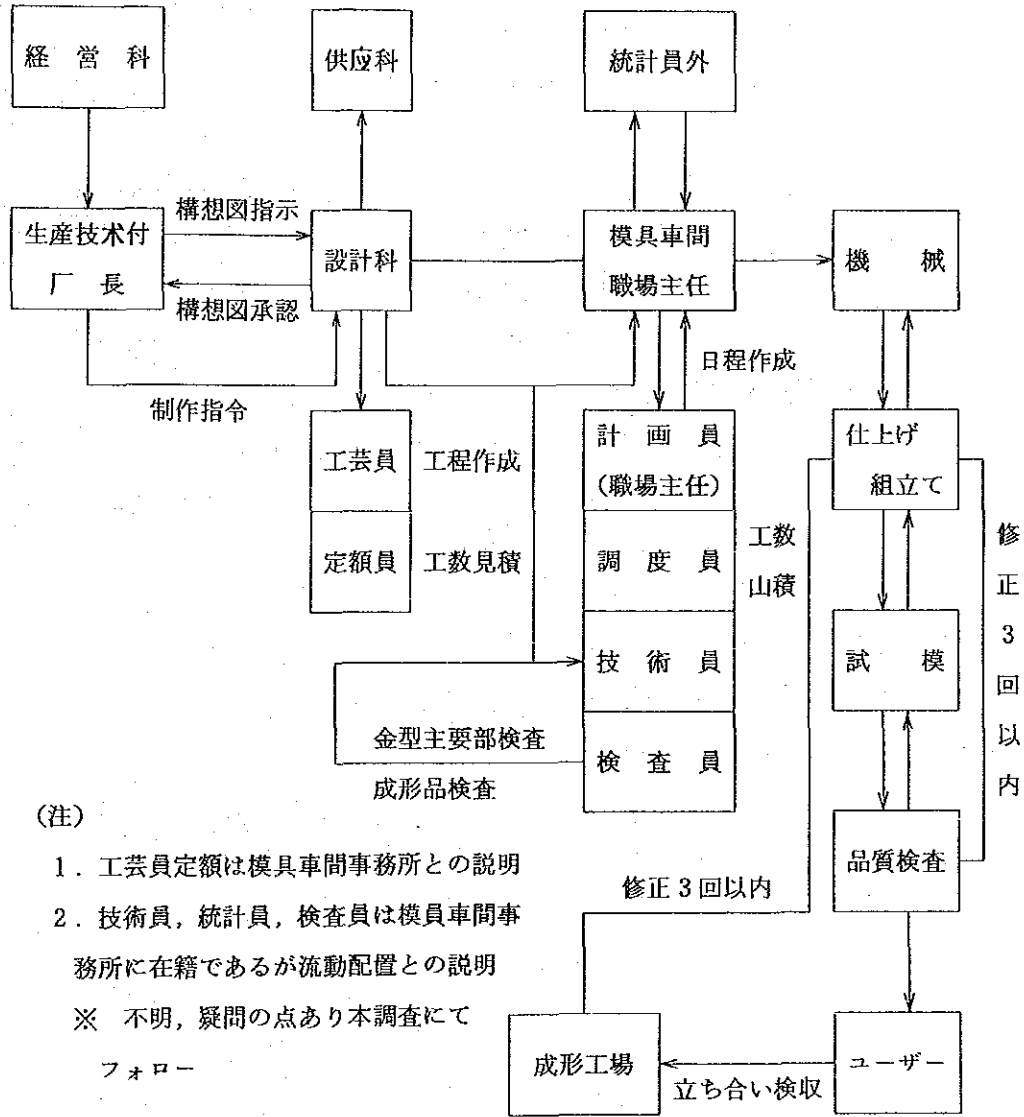 経営科
供応科
統計員外
構想図指示
生産技術付
厂長
設計科
模具車間
職場主任
機械
構想図承認
日程作成
制作指令
工芸員
工程作成
計画員
(職場主任)
仕上げ
組立て
定額員
工数見積
調度員
工数
山積
修正3回以内
技術員
試模
金型主要部検査
検査員
成形品検査
(注)
1. 工芸員定額は模具車間事務所との説明
品質検査
修正3回以内
2. 技術員,統計員,検査員は模員車間事
務所に在籍であるが流動配置との説明
※ 不明,疑問の点あり本調査にて
フォロー
成形工場
ユーザー
立ち合い検収